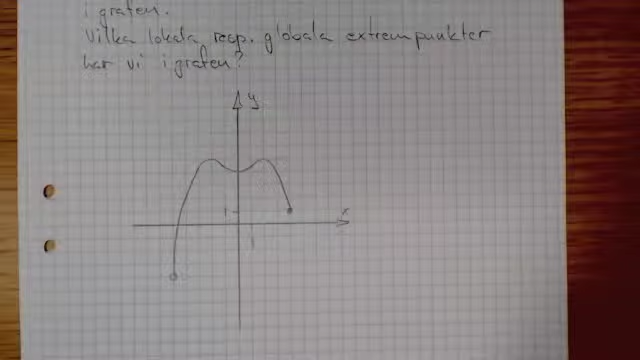 i grafen.
Vilka lokala resp. globala extrempunkter
har vi i grafen?
y
1
x
1